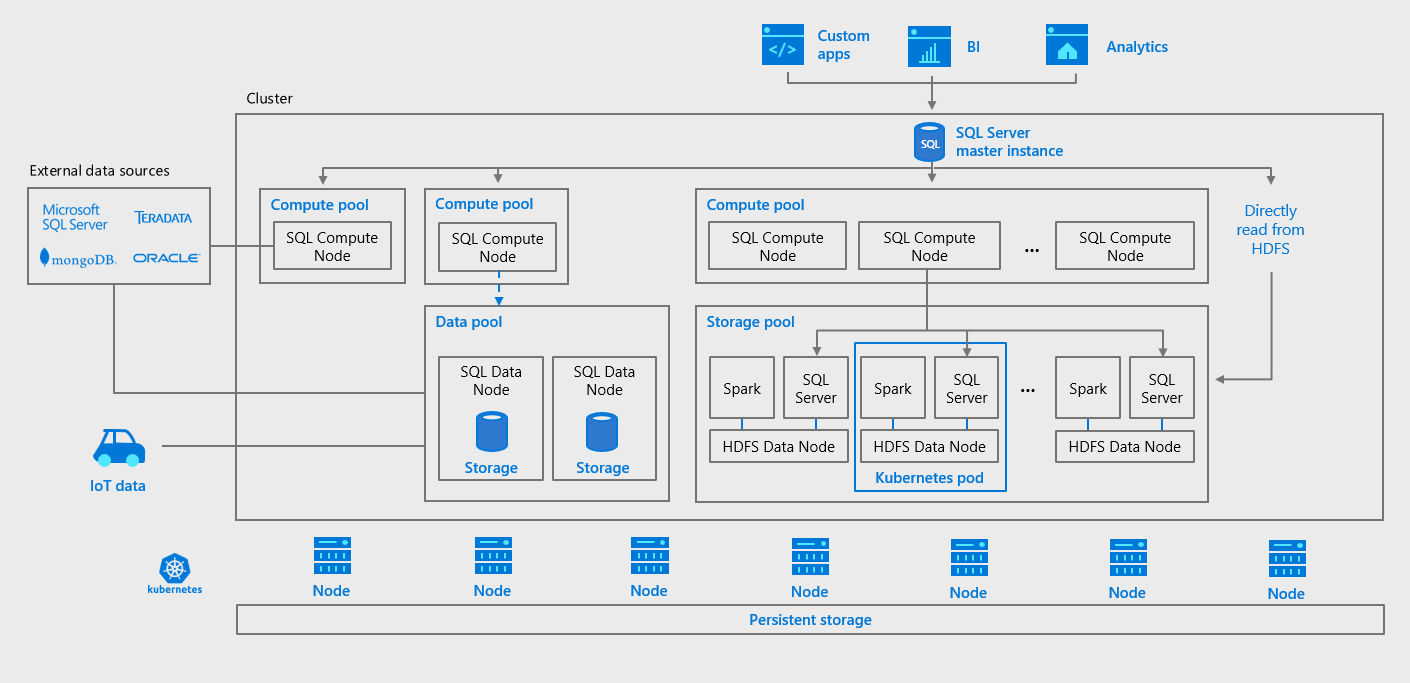 Custom
apps
BI
Analytics
Cluster
SQL
SQL Server
master instance
External data sources
Microsoft
SQL Server
TERADATA
mongoDB.
ORACLE
Compute pool
SQL Compute
Node
Compute pool
SQL Compute
Node
Compute pool
SQL Compute
Node
SQL Compute
Node
...
SQL Compute
Node
Directly
read from
HDFS
Data pool
SQL Data
Node
Storage
SQL Data
Node
Storage
Storage pool
Spark
SQL
Server
HDFS Data Node
Spark
SQL
Server
HDFS Data Node
Kubernetes pod
...
Spark
SQL
Server
HDFS Data Node
IoT data
kubernetes
Node
Node
Node
Node
Node
Node
Node
Persistent storage